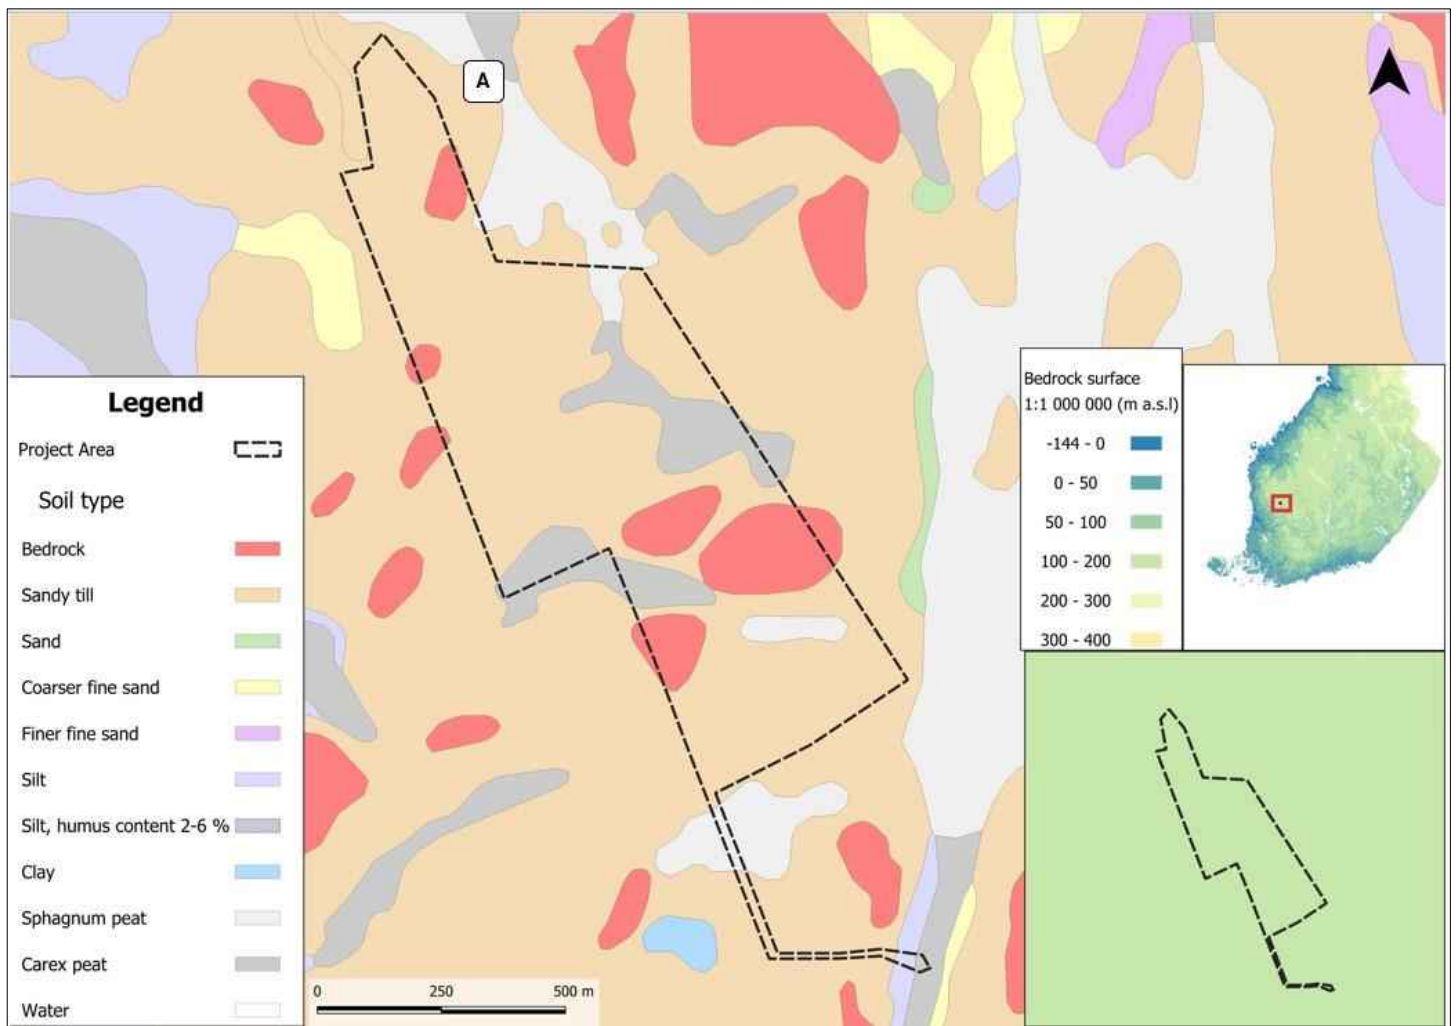 A
Legend
Project Area
Soil type
Bedrock
Sandy till
Sand
Coarser fine sand
Finer fine sand
Silt
Silt, humus content 2-6 %
Clay
Sphagnum peat
Carex peat
Water
0 250 500 m
Bedrock surface
1:1 000 000 (m a.s.l)
-144 - 0
0 - 50
50 - 100
100 - 200
200 - 300
300 - 400